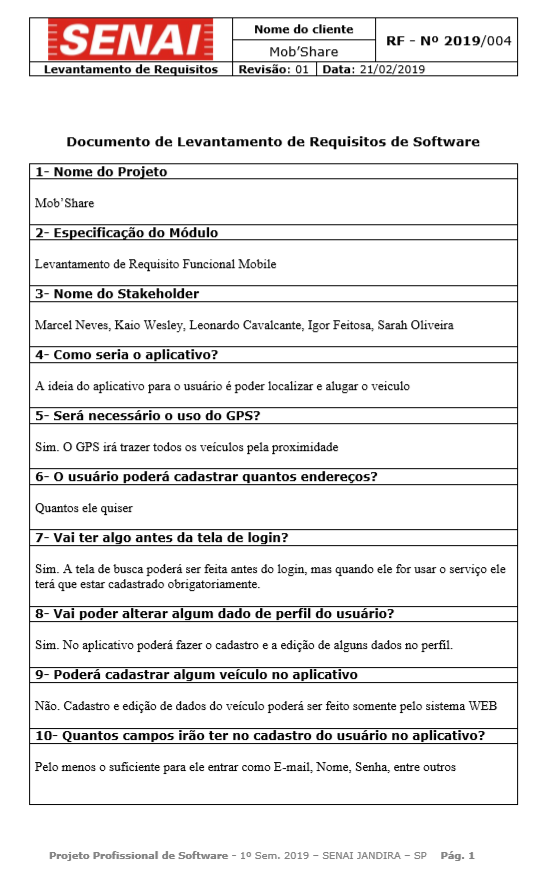 SENAI
Nome do cliente
Mob'Share
RF - Nº 2019/004
Levantamento de Requisitos
Revisão: 01
Data: 21/02/2019
Documento de Levantamento de Requisitos de Software
1- Nome do Projeto
Mob'Share
2- Especificação do Módulo
Levantamento de Requisito Funcional Mobile
3- Nome do Stakeholder
Marcel Neves, Kaio Wesley, Leonardo Cavalcante, Igor Feitosa, Sarah Oliveira
4- Como seria o aplicativo?
A ideia do aplicativo para o usuário é poder localizar e alugar o veiculo
5- Será necessário o uso do GPS?
Sim. O GPS irá trazer todos os veículos pela proximidade
6- O usuário poderá cadastrar quantos endereços?
Quantos ele quiser
7- Vai ter algo antes da tela de login?
Sim. A tela de busca poderá ser feita antes do login, mas quando ele for usar o serviço ele
terá que estar cadastrado obrigatoriamente.
8- Vai poder alterar algum dado de perfil do usuário?
Sim. No aplicativo poderá fazer o cadastro e a edição de alguns dados no perfil.
9- Poderá cadastrar algum veículo no aplicativo
Não. Cadastro e edição de dados do veículo poderá ser feito somente pelo sistema WEB
10- Quantos campos irão ter no cadastro do usuário no aplicativo?
Pelo menos o suficiente para ele entrar como E-mail, Nome, Senha, entre outros
Projeto Profissional de Software - 1º Sem. 2019 – SENAI JANDIRA – SP Pág. 1